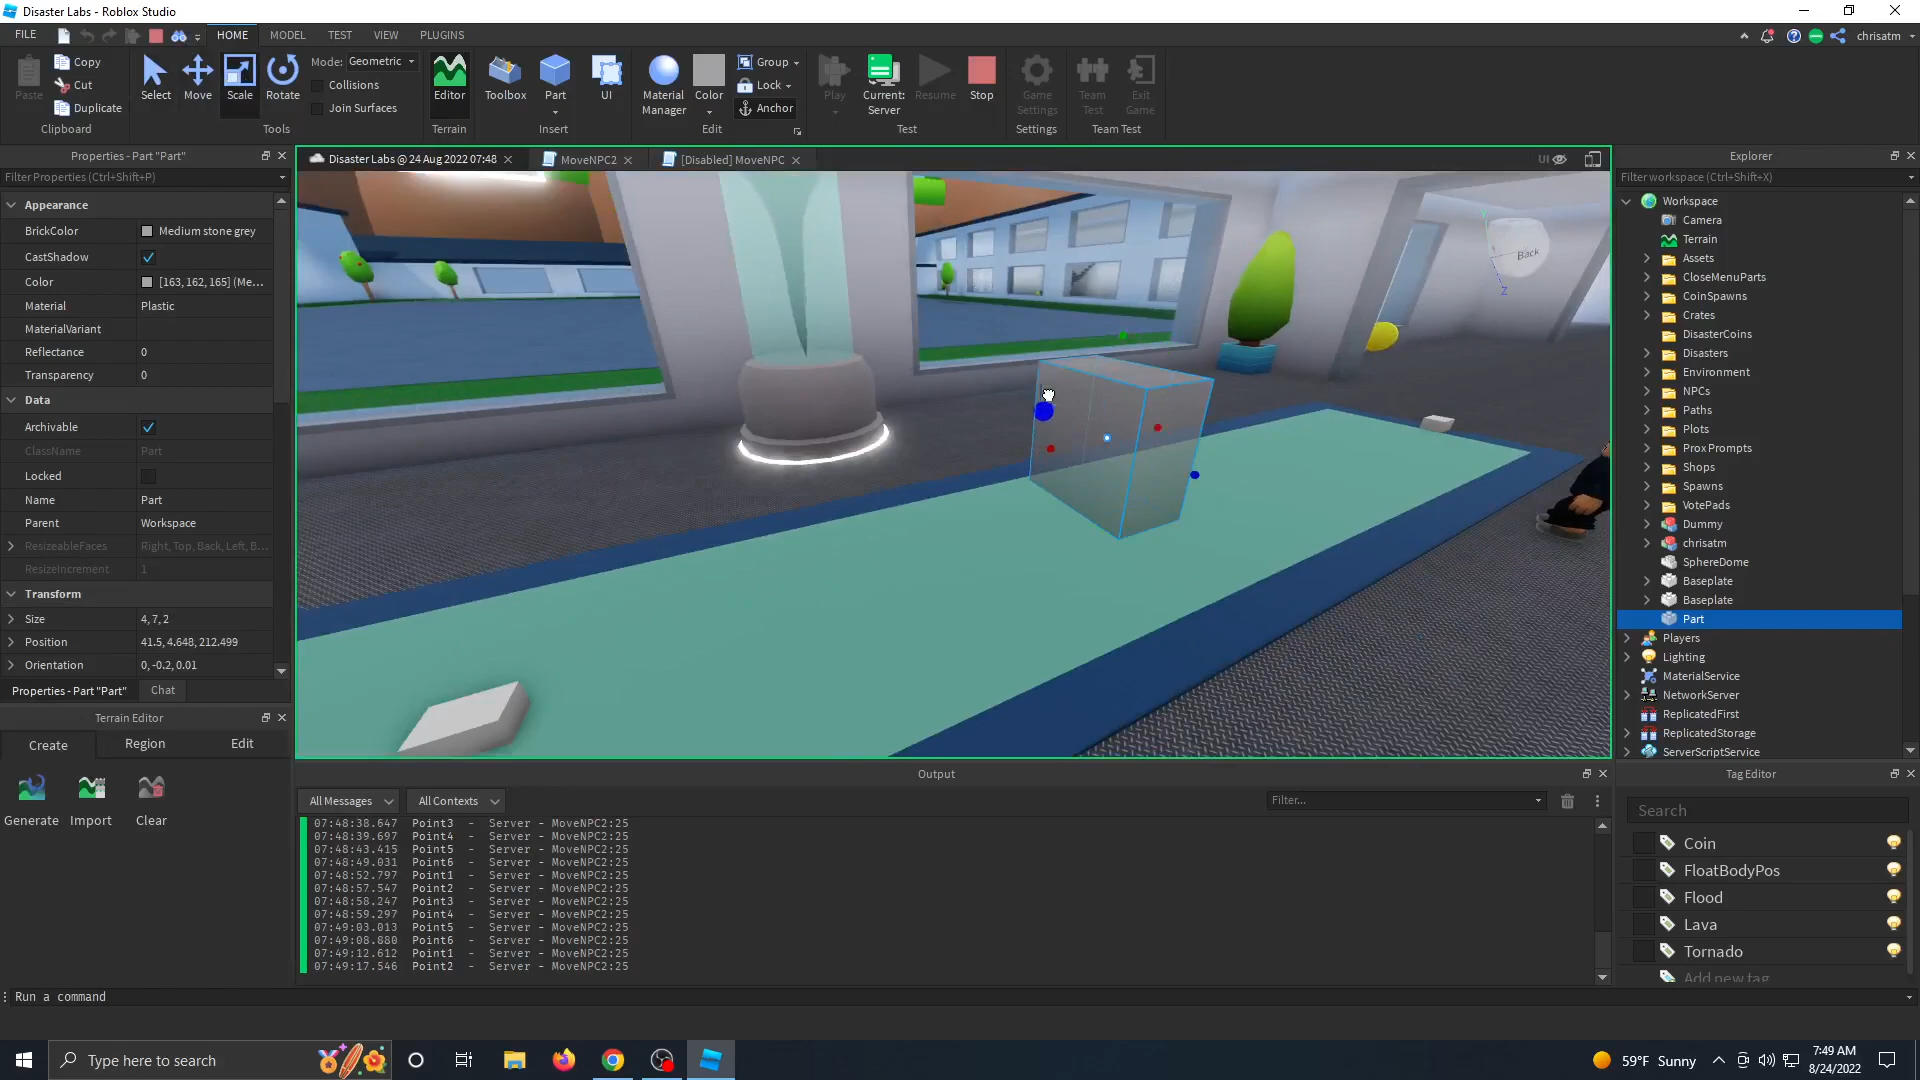 Disaster Labs - Roblox Studio
FILE HOME MODEL TEST VIEW PLUGINS chrisatm
Paste Copy Cut Duplicate Clipboard
Select Move Scale Rotate Mode: Geometric Collisions Join Surfaces Tools
Editor Terrain
Toolbox Part UI Insert
Material Manager Color Group Lock Anchor Edit
Play Current: Server Resume Stop Test
Game Settings Settings
Team Test Exit Game Team Test
Properties - Part "Part"
Filter Properties (Ctrl+Shift+P)
Appearance
BrickColor Medium stone grey
CastShadow
Color [163, 162, 165] (Me...
Material Plastic
MaterialVariant
Reflectance 0
Transparency 0
Data
Archivable
ClassName Part
Locked
Name Part
Parent Workspace
ResizeableFaces Right, Top, Back, Left, B...
ResizeIncrement 1
Transform
Size 4, 7, 2
Position 41.5, 4.648, 212.499
Orientation 0, -0.2, 0.01
Properties - Part "Part" Chat
Terrain Editor
Create Region Edit
Generate Import Clear
Disaster Labs @ 24 Aug 2022 07:48 MoveNPC2 [Disabled] MoveNPC UI
Back
Z
Output
All Messages All Contexts Filter...
07:48:38.647 Point3 - Server - MoveNPC2:25
07:48:39.697 Point4 - Server - MoveNPC2:25
07:48:43.415 Point5 - Server - MoveNPC2:25
07:48:49.031 Point6 - Server - MoveNPC2:25
07:48:52.797 Point1 - Server - MoveNPC2:25
07:48:57.547 Point2 - Server - MoveNPC2:25
07:48:58.247 Point3 - Server - MoveNPC2:25
07:48:59.297 Point4 - Server - MoveNPC2:25
07:49:03.013 Point5 - Server - MoveNPC2:25
07:49:08.880 Point6 - Server - MoveNPC2:25
07:49:12.612 Point1 - Server - MoveNPC2:25
07:49:17.546 Point2 - Server - MoveNPC2:25
Explorer
Filter workspace (Ctrl+Shift+X)
Workspace
Camera
Terrain
Assets
CloseMenuParts
CoinSpawns
Crates
DisasterCoins
Disasters
Environment
NPCs
Paths
Plots
ProxPrompts
Shops
Spawns
VotePads
Dummy
chrisatm
SphereDome
Baseplate
Baseplate
Part
Players
Lighting
MaterialService
NetworkServer
ReplicatedFirst
ReplicatedStorage
ServerScriptService
Tag Editor
Search
Coin
FloatBodyPos
Flood
Lava
Tornado
Add new tag
Run a command
Type here to search
59°F Sunny
7:49 AM
8/24/2022